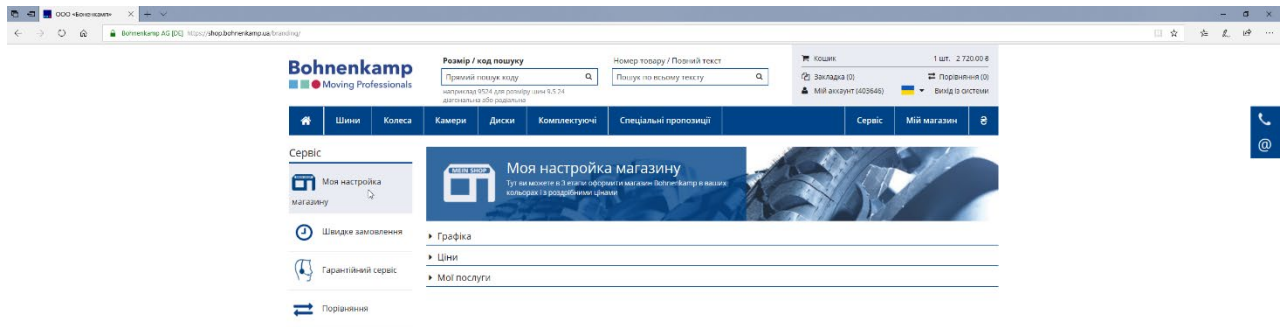 ООО «Боненкамп»
Bohnenkamp AG [DE] https://shop.bohnenkamp.ua/branding/
Bohnenkamp
Moving Professionals
Розмір / код пошуку
Прямий пошук коду
наприклад 9524 для розміру шин 9.5 24
діагональна або радіальна
Номер товару / Повний текст
Пошук по всьому тексту
Кошик 1 шт. 2 720.00 ₴
Закладка (0) Порівняння (0)
Мій аккаунт (403646) Вихід із системи
Шини Колеса Камери Диски Комплектуючі Спеціальні пропозиції Сервіс Мій магазин ₴
@
Сервіс
Моя настройка
магазину
Швидке замовлення
Гарантійний сервіс
Порівняння
MEIN SHOP
Моя настройка магазину
Тут ви можете в 3 етапи оформити магазин Bohnenkamp в ваших
кольорах і з роздрібними цінами
Графіка
Ціни
Мої послуги